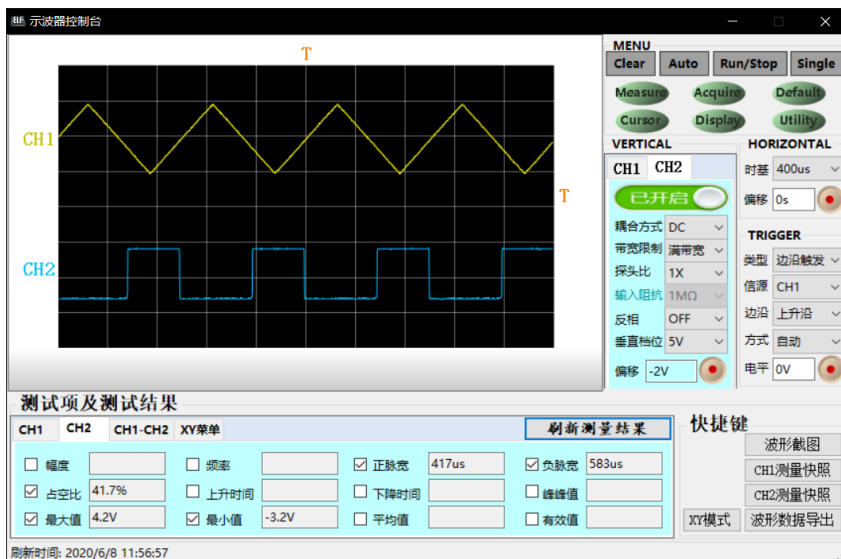 ELF 示波器控制台
T
CH1
T
CH2
MENU
Clear Auto Run/Stop Single
Measure Acquire Default
Cursor Display Utility
VERTICAL
CH1 CH2
已开启
耦合方式 DC
带宽限制 满带宽
探头比 1X
输入阻抗 1MΩ
反相 OFF
垂直档位 5V
偏移 -2V
HORIZONTAL
时基 400us
偏移 0s
TRIGGER
类型 边沿触发
信源 CH1
边沿 上升沿
方式 自动
电平 0V
测试项及测试结果
CH1 CH2 CH1-CH2 XY菜单 刷新测量结果
幅度 频率 正脉宽 417us 负脉宽 583us
占空比 41.7% 上升时间 下降时间 峰峰值
最大值 4.2V 最小值 -3.2V 平均值 有效值
快捷键
波形截图
CH1测量快照
CH2测量快照
XY模式 波形数据导出
刷新时间: 2020/6/8 11:56:57